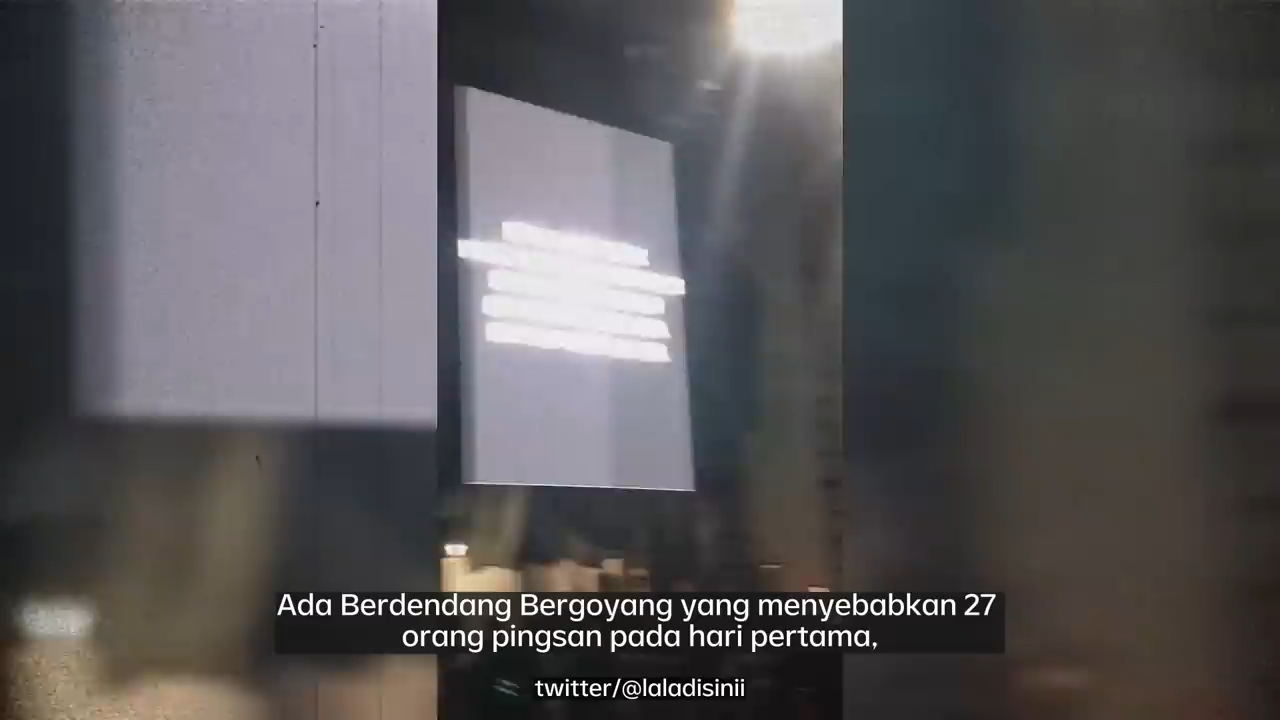 Ada Berdendang Bergoyang yang menyebabkan 27
orang pingsan pada hari pertama,
twitter/@laladisinii